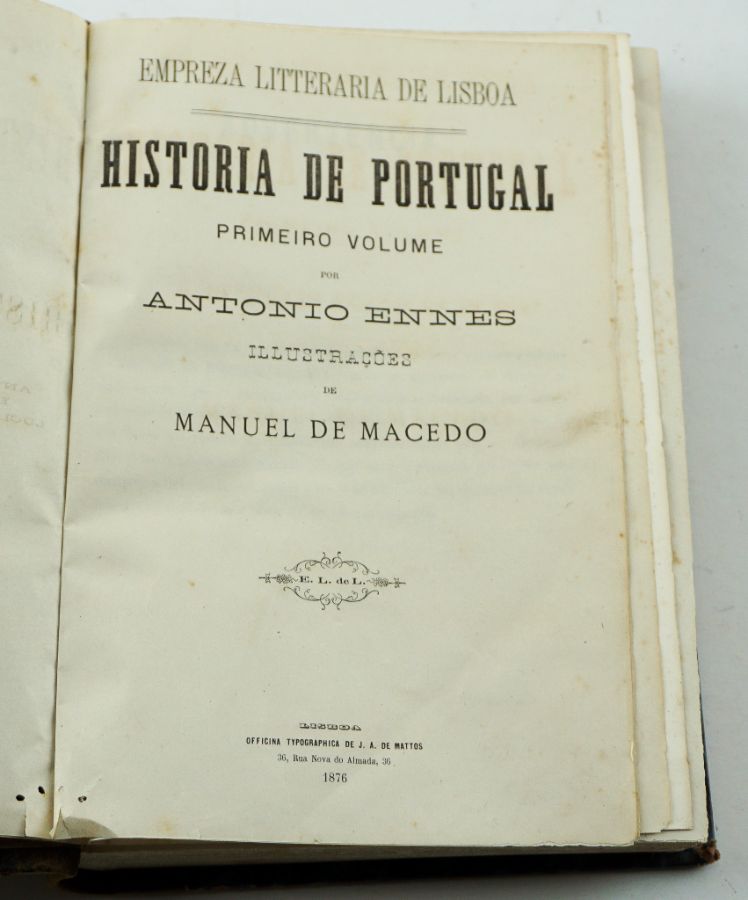 EMPREZA LITTERARIA DE LISBOA
HISTORIA DE PORTUGAL
PRIMEIRO VOLUME
POR
ANTONIO ENNES
ILLUSTRAÇÕES
DE
MANUEL DE MACEDO
E. L. de L.
LISBOA
OFFICINA TYPOGRAPHICA DE J. A. DE MATTOS
36, Rua Nova do Almada, 36
1876